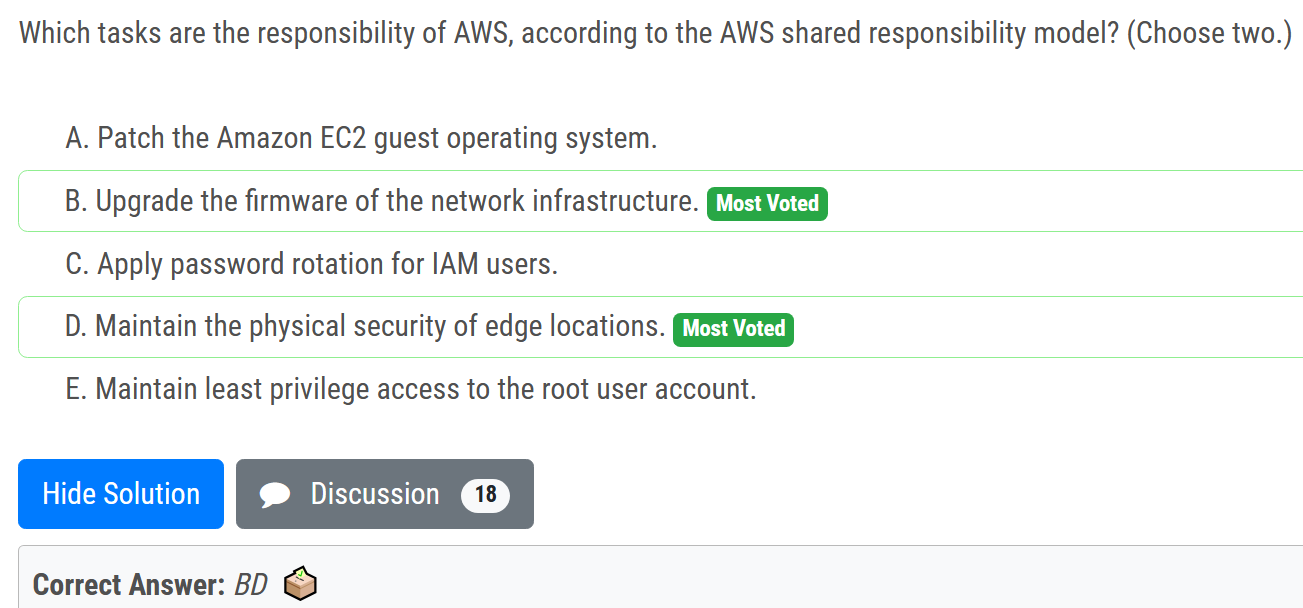 Which tasks are the responsibility of AWS, according to the AWS shared responsibility model? (Choose two.)
A. Patch the Amazon EC2 guest operating system.
B. Upgrade the firmware of the network infrastructure. Most Voted
C. Apply password rotation for IAM users.
D. Maintain the physical security of edge locations. Most Voted
E. Maintain least privilege access to the root user account.
Hide Solution Discussion 18
Correct Answer: BD